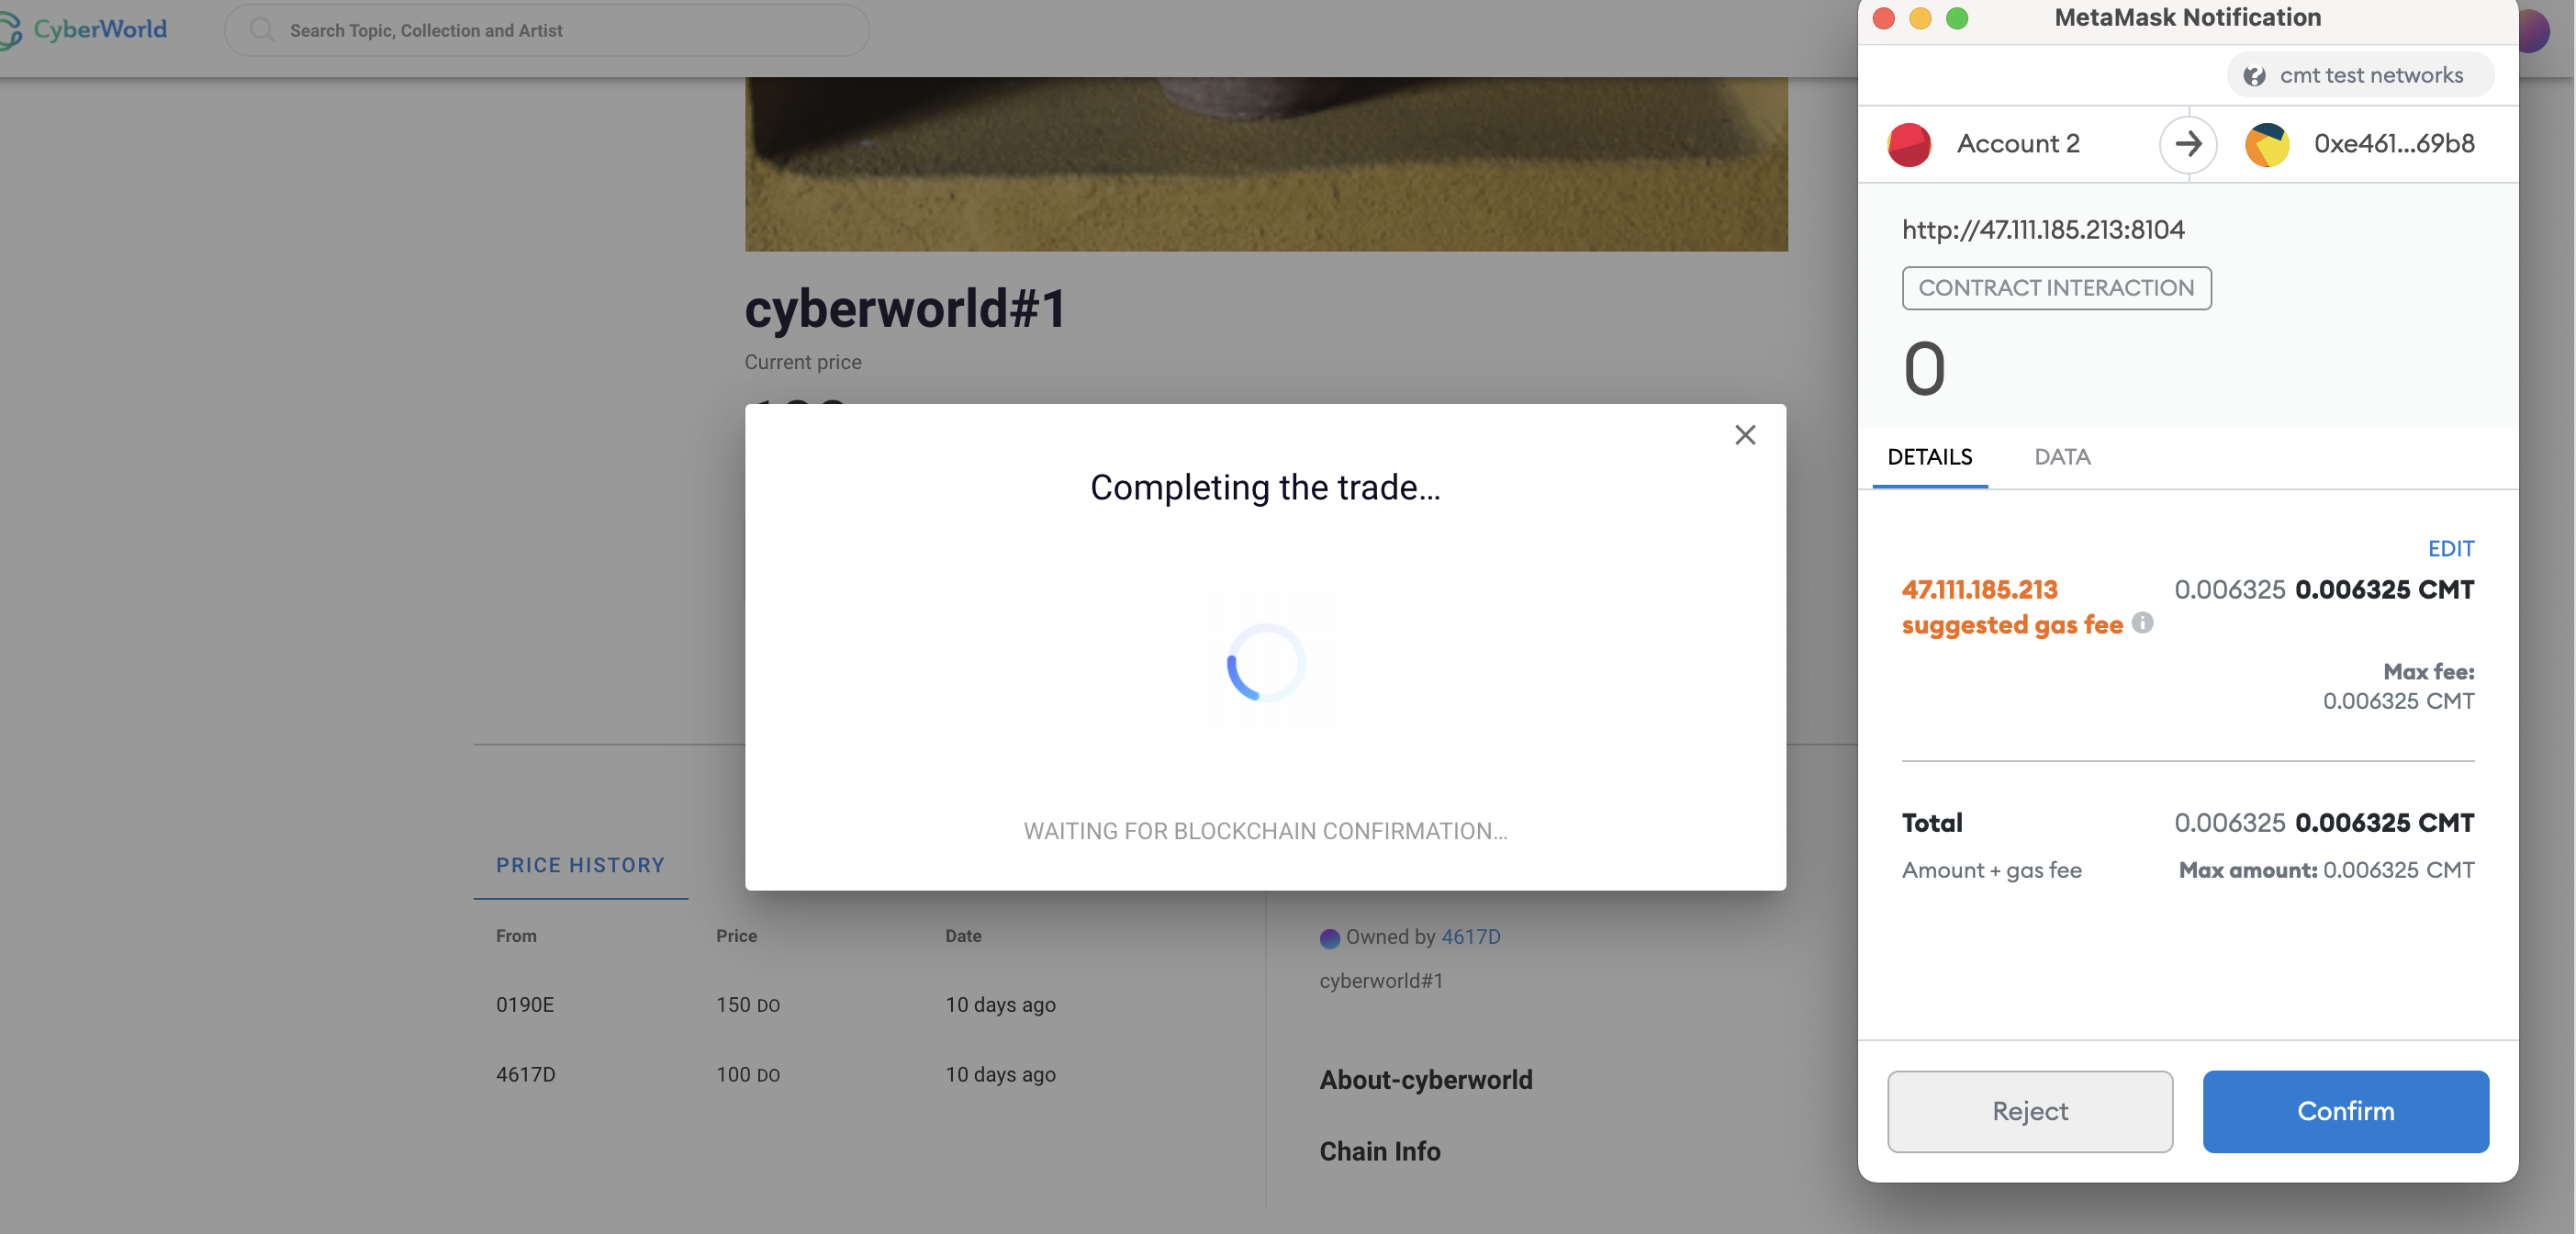 CyberWorld
Search Topic, Collection and Artist
cyberworld#1
Current price
Completing the trade...
WAITING FOR BLOCKCHAIN CONFIRMATION...
PRICE HISTORY
From Price Date
0190E 150 DO 10 days ago
4617D 100 DO 10 days ago
Owned by 4617D
cyberworld#1
About-cyberworld
Chain Info
MetaMask Notification
cmt test networks
Account 2 0xe461...69b8
http://47.111.185.213:8104
CONTRACT INTERACTION
0
DETAILS DATA
EDIT
47.111.185.213 0.006325 0.006325 CMT
suggested gas fee
Max fee:
0.006325 CMT
Total 0.006325 0.006325 CMT
Amount + gas fee Max amount: 0.006325 CMT
Reject Confirm